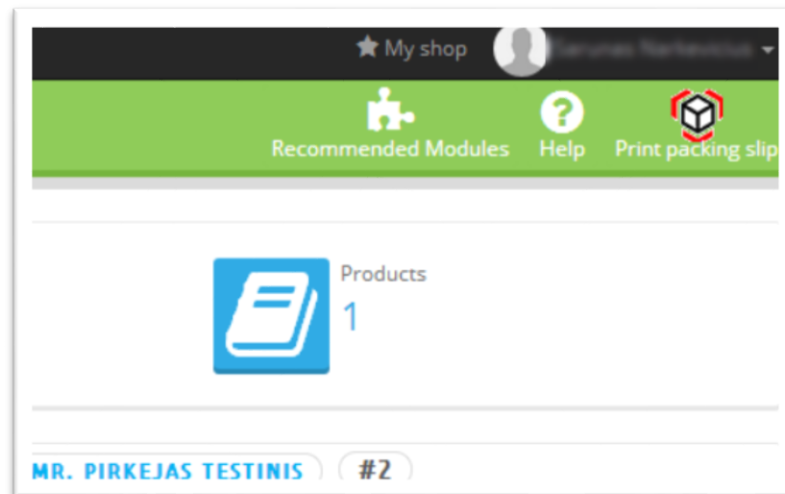 My shop
Recommended Modules Help Print packing slip
Products
1
MR. PIRKEJAS TESTINIS #2